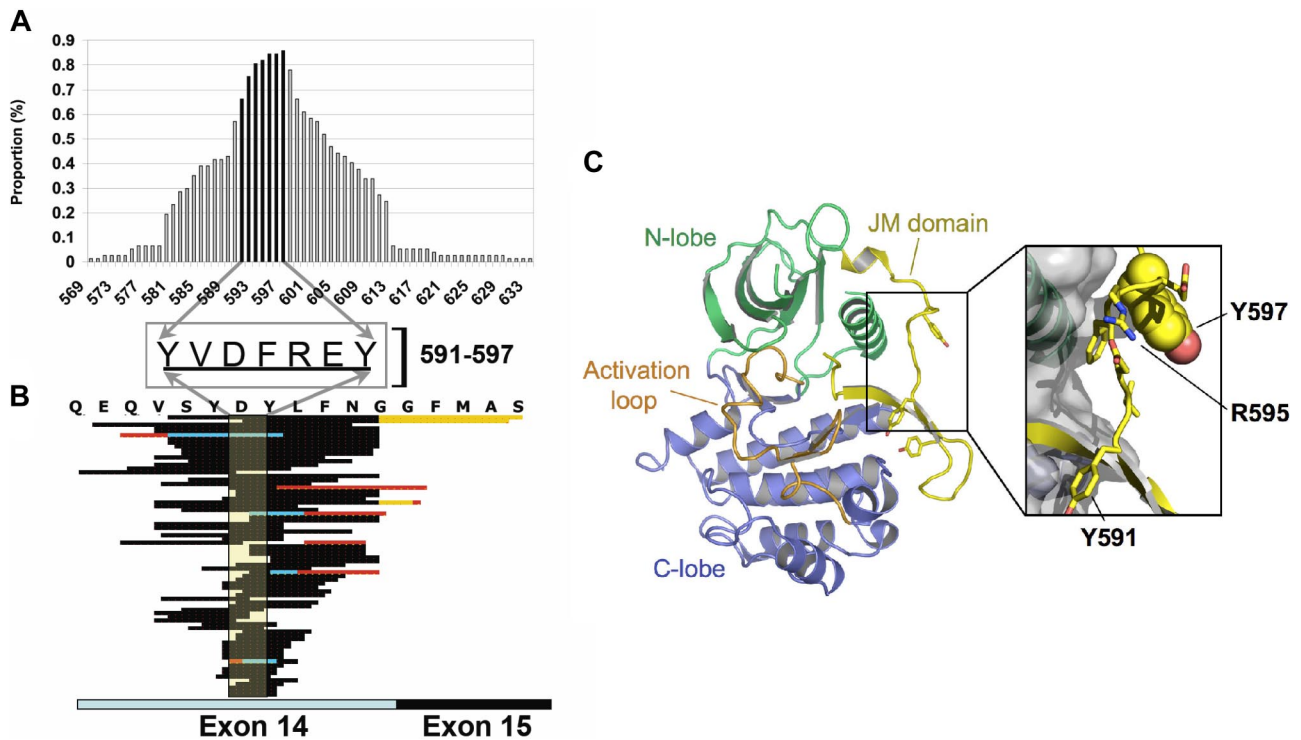 A
0.9
0.8
0.7
0.6
0.5
0.4
0.3
0.2
0.1
0
Proportion (%)
569 573 577 581 585 589 593 597 601 605 609 613 617 621 625 629 633
YVDFREY
591-597
B
Q E Q V S Y D Y L F N G G F M A S
Exon 14 Exon 15
C
N-lobe
JM domain
Activation
loop
C-lobe
Y597
R595
Y591